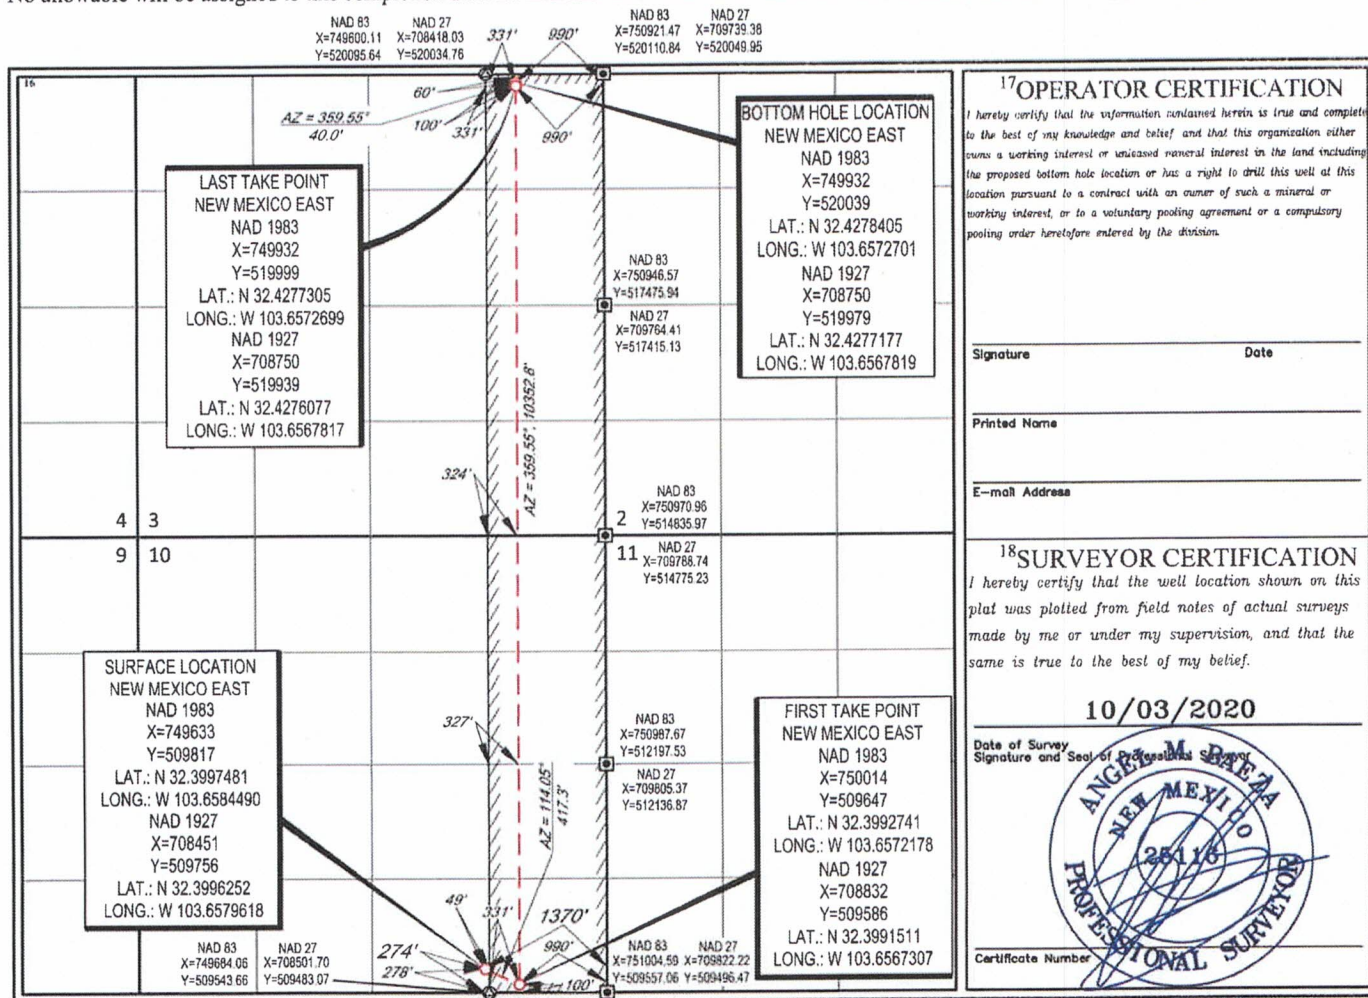 NAD 83
X=749600.11
Y=520095.64
NAD 27
X=708418.03
Y=520034.76
331'
990'
NAD 83
X=750921.47
Y=520110.84
NAD 27
X=709739.38
Y=520049.95
16
60'
AZ = 359.55°
40.0'
100'
331'
990'
LAST TAKE POINT
NEW MEXICO EAST
NAD 1983
X=749932
Y=519999
LAT.: N 32.4277305
LONG.: W 103.6572699
NAD 1927
X=708750
Y=519939
LAT.: N 32.4276077
LONG.: W 103.6567817
BOTTOM HOLE LOCATION
NEW MEXICO EAST
NAD 1983
X=749932
Y=520039
LAT.: N 32.4278405
LONG.: W 103.6572701
NAD 1927
X=708750
Y=519979
LAT.: N 32.4277177
LONG.: W 103.6567819
NAD 83
X=750946.57
Y=517475.94
NAD 27
X=709764.41
Y=517415.13
AZ = 359.55°, 10352.8'
324'
NAD 83
X=750970.96
Y=514835.97
4 3
2
9 10
11
NAD 27
X=709788.74
Y=514775.23
SURFACE LOCATION
NEW MEXICO EAST
NAD 1983
X=749633
Y=509817
LAT.: N 32.3997481
LONG.: W 103.6584490
NAD 1927
X=708451
Y=509756
LAT.: N 32.3996252
LONG.: W 103.6579618
327'
NAD 83
X=750987.67
Y=512197.53
NAD 27
X=709805.37
Y=512136.87
AZ = 114.05°
417.3'
FIRST TAKE POINT
NEW MEXICO EAST
NAD 1983
X=750014
Y=509647
LAT.: N 32.3992741
LONG.: W 103.6572178
NAD 1927
X=708832
Y=509586
LAT.: N 32.3991511
LONG.: W 103.6567307
49'
331'
1370'
274'
990'
278'
100'
NAD 83
X=749684.06
Y=509543.66
NAD 27
X=708501.70
Y=509483.07
NAD 83
X=751004.59
Y=509557.06
NAD 27
X=709822.22
Y=509496.47
17OPERATOR CERTIFICATION
I hereby certify that the information contained herein is true and complete
to the best of my knowledge and belief and that this organization either
owns a working interest or unleased mineral interest in the land including
the proposed bottom hole location or has a right to drill this well at this
location pursuant to a contract with an owner of such a mineral or
working interest, or to a voluntary pooling agreement or a compulsory
pooling order heretofore entered by the division.
Signature Date
Printed Name
E-mail Address
18SURVEYOR CERTIFICATION
I hereby certify that the well location shown on this
plat was plotted from field notes of actual surveys
made by me or under my supervision, and that the
same is true to the best of my belief.
10/03/2020
Date of Survey
Signature and Seal of Professional Surveyor
ANGEL M. BAEZA
NEW MEXICO
25116
PROFESSIONAL SURVEYOR
Certificate Number